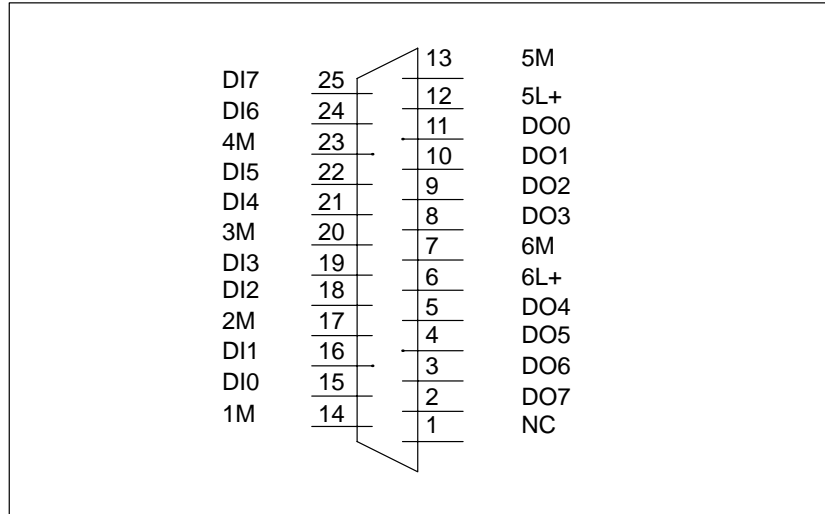 13 5M
DI7 25
12 5L+
DI6 24
11 DO0
4M 23
10 DO1
DI5 22
9 DO2
DI4 21
8 DO3
3M 20
7 6M
DI3 19
6 6L+
DI2 18
5 DO4
2M 17
4 DO5
DI1 16
3 DO6
DI0 15
2 DO7
1M 14
1 NC